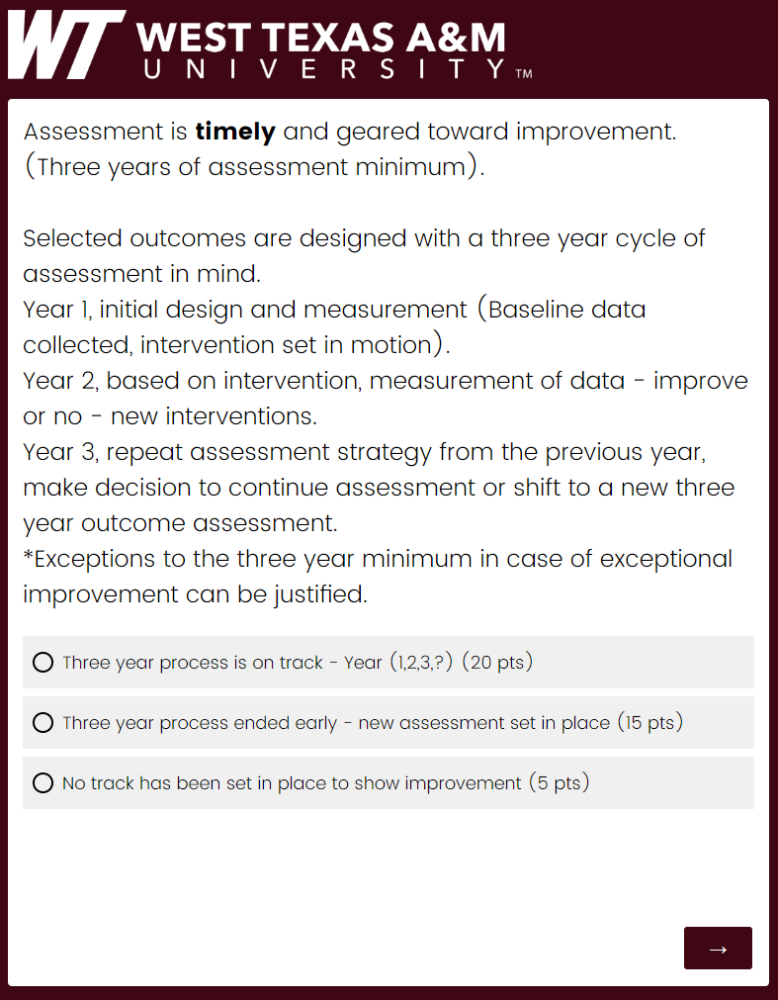 WT WEST TEXAS A&M
UNIVERSITY TM
Assessment is timely and geared toward improvement.
(Three years of assessment minimum).
Selected outcomes are designed with a three year cycle of
assessment in mind.
Year 1, initial design and measurement (Baseline data
collected, intervention set in motion).
Year 2, based on intervention, measurement of data - improve
or no - new interventions.
Year 3, repeat assessment strategy from the previous year,
make decision to continue assessment or shift to a new three
year outcome assessment.
*Exceptions to the three year minimum in case of exceptional
improvement can be justified.
Three year process is on track - Year (1,2,3,?) (20 pts)
Three year process ended early - new assessment set in place (15 pts)
No track has been set in place to show improvement (5 pts)
→